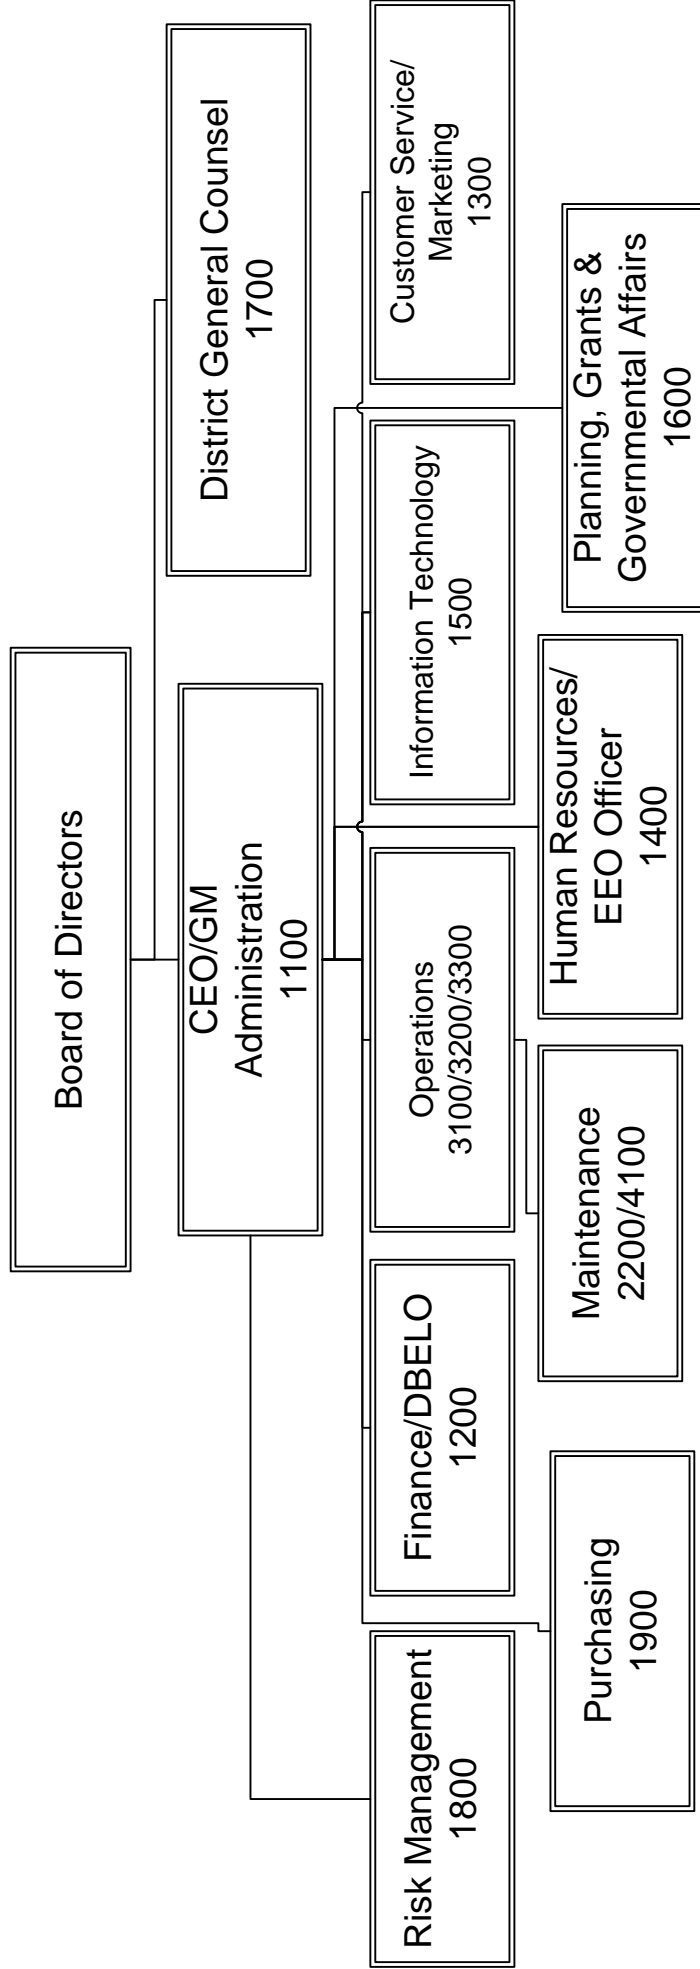 Board of Directors
District General Counsel
1700
CEO/GM
Administration
1100
Risk Management
1800
Finance/DBELO
1200
Operations
3100/3200/3300
Information Technology
1500
Customer Service/
Marketing
1300
Purchasing
1900
Maintenance
2200/4100
Human Resources/
EEO Officer
1400
Planning, Grants &
Governmental Affairs
1600